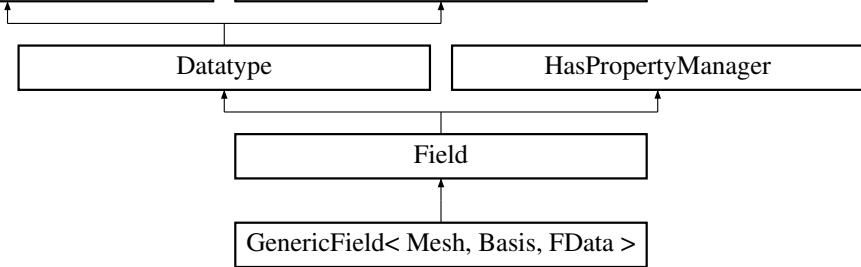 Datatype
HasPropertyManager
Field
GenericField< Mesh, Basis, FData >